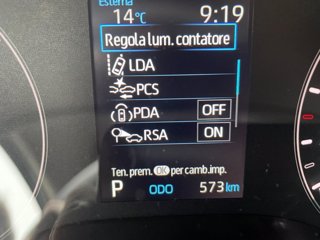 Esterna
14°C 9:19
Regola lum. contatore
LDA
PCS
PDA OFF
RSA ON
Ten. prem. OK per camb.imp.
P ODO 573 km